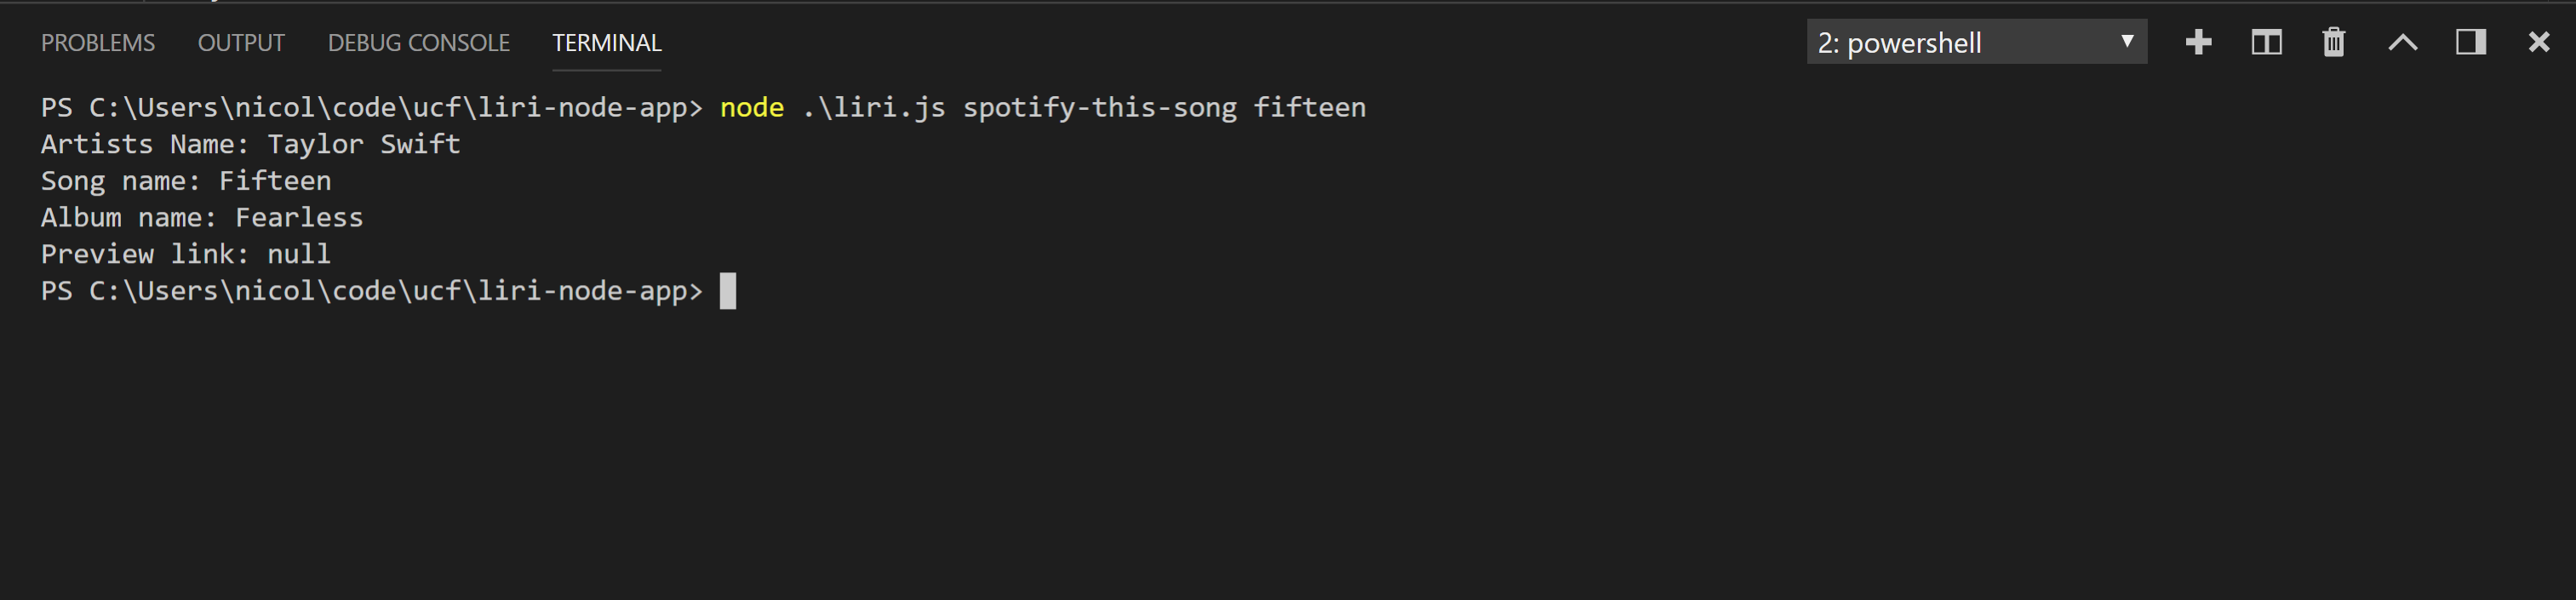 PROBLEMS OUTPUT DEBUG CONSOLE TERMINAL 2: powershell
PS C:\Users\nicol\code\ucf\liri-node-app> node .\liri.js spotify-this-song fifteen
Artists Name: Taylor Swift
Song name: Fifteen
Album name: Fearless
Preview link: null
PS C:\Users\nicol\code\ucf\liri-node-app>